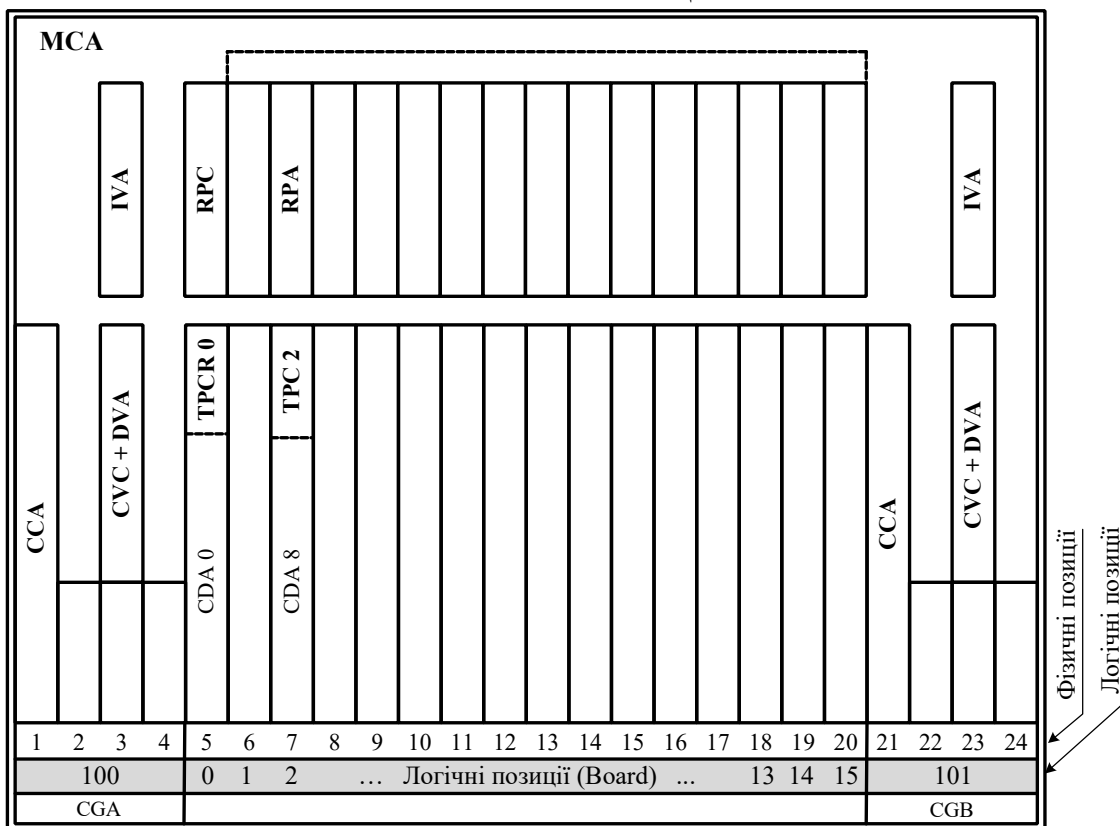 MCA
IVA
RPC
RPA
IVA
CCA
CVC + DVA
TPCR 0
CDA 0
TPC 2
CDA 8
CCA
CVC + DVA
Фізичні позиції
Логічні позиції
1 2 3 4 5 6 7 8 9 10 11 12 13 14 15 16 17 18 19 20 21 22 23 24
100 0 1 2 … Логічні позиції (Board) ... 13 14 15 101
CGA CGB